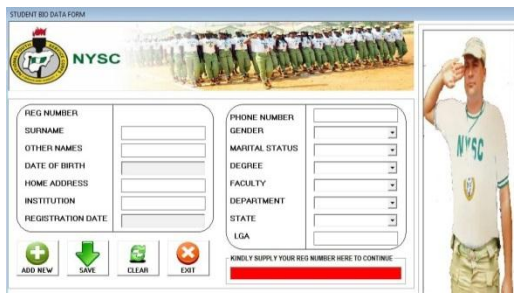 STUDENT BIO DATA FORM
NYSC
REG NUMBER
SURNAME
OTHER NAMES
DATE OF BIRTH
HOME ADDRESS
INSTITUTION
REGISTRATION DATE
PHONE NUMBER
GENDER
MARITAL STATUS
DEGREE
FACULTY
DEPARTMENT
STATE
LGA
ADD NEW
SAVE
CLEAR
EXIT
KINDLY SUPPLY YOUR REG NUMBER HERE TO CONTINUE
NYSC